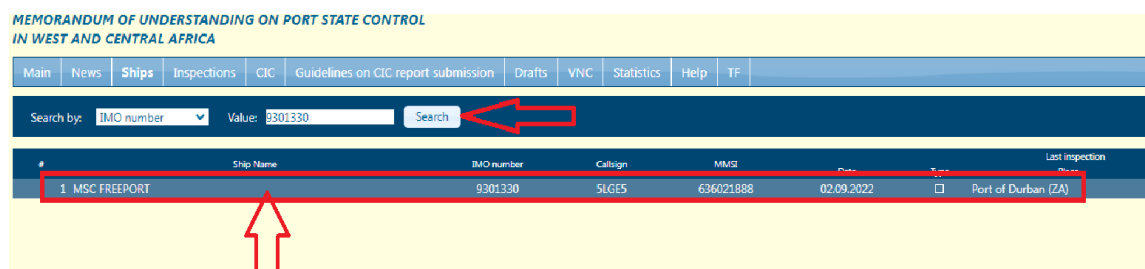 MEMORANDUM OF UNDERSTANDING ON PORT STATE CONTROL
IN WEST AND CENTRAL AFRICA
Main News Ships Inspections CIC Guidelines on CIC report submission Drafts VNC Statistics Help TF
Search by: IMO number Value: 9301330 Search
Last inspection
# Ship Name IMO number Callsign MMSI Date Type Place
1 MSC FREEPORT 9301330 5LGE5 636021888 02.09.2022 Port of Durban (ZA)